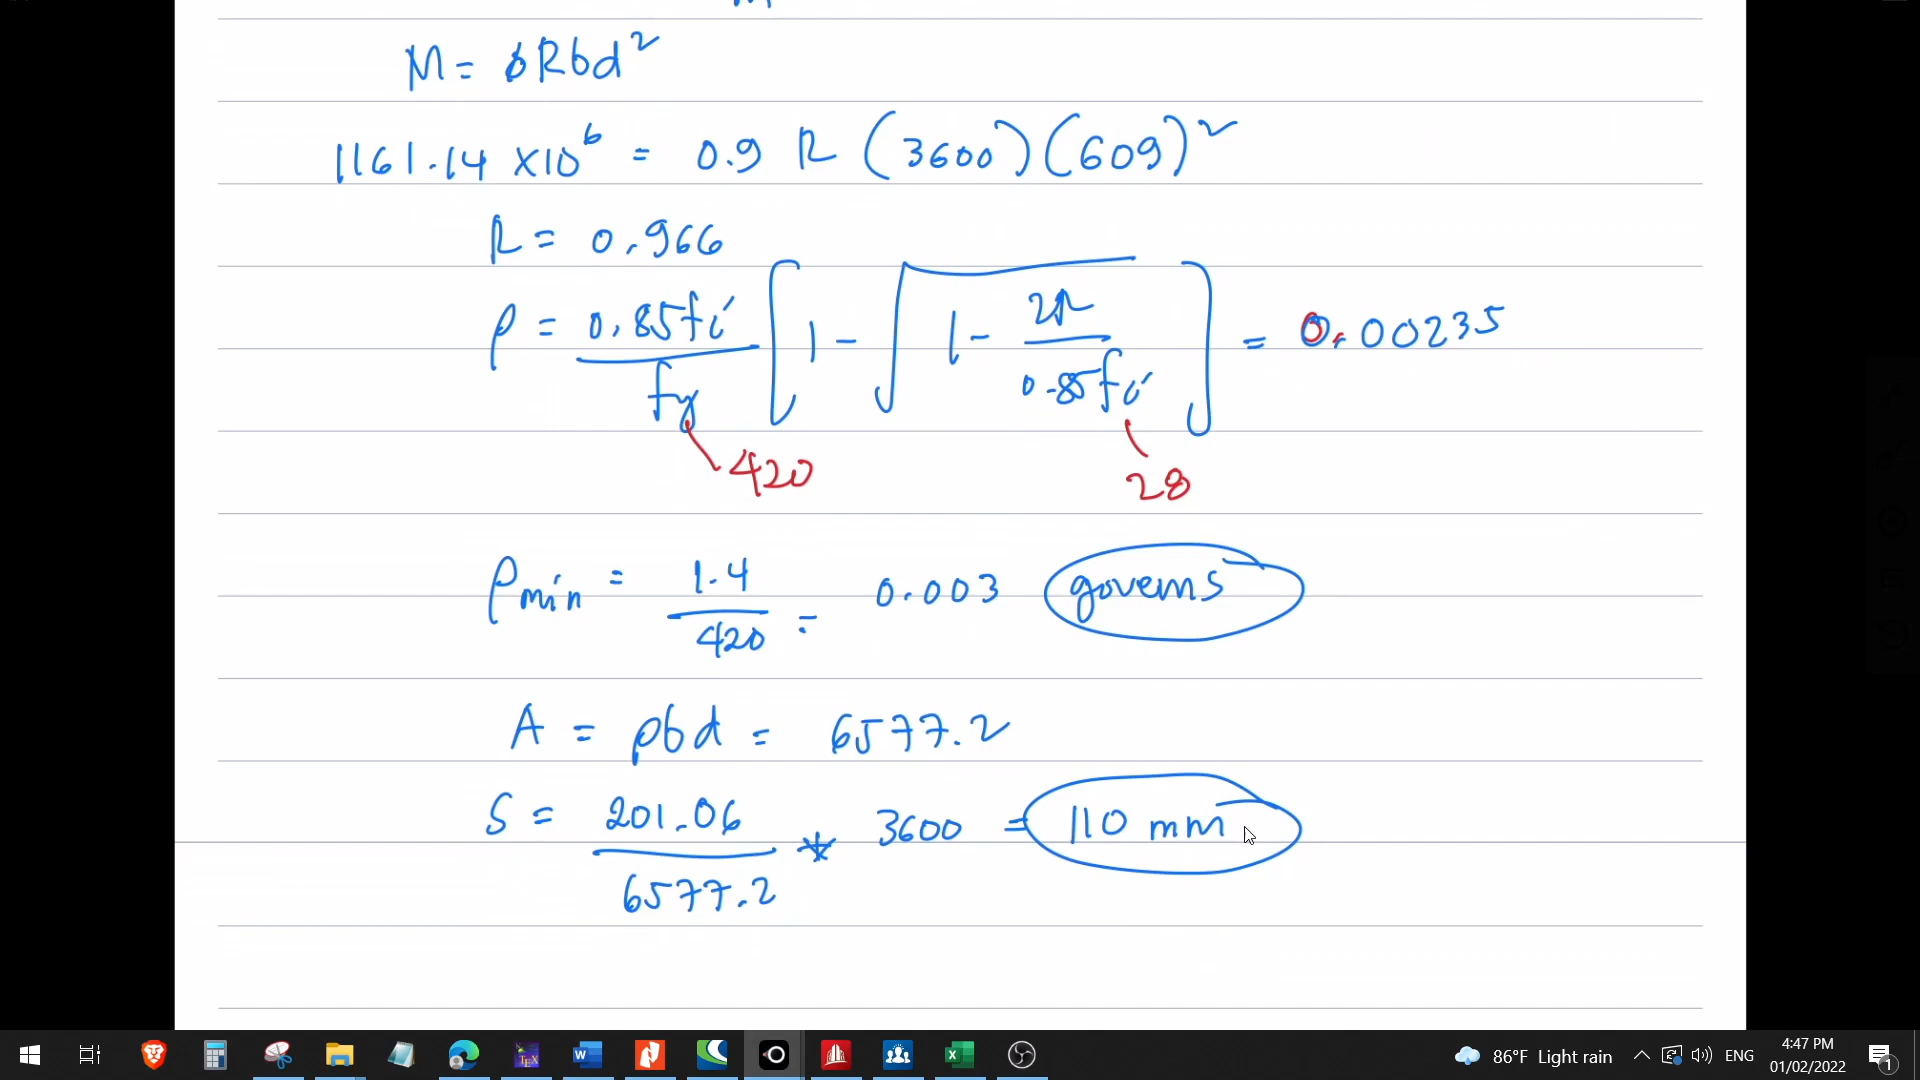 M = ϕRbd²
1161.14 x10⁶ = 0.9 R (3600)(609)²
R = 0.966
ρ = 0.85fc' / fy [1 - √(1 - 2R / 0.85fc')] = 0.00235
420
28
ρmin = 1.4 / 420 = 0.003 governs
A = ρbd = 6577.2
S = 201.06 / 6577.2 * 3600 = 110 mm
86°F Light rain
ENG
4:47 PM
01/02/2022
1